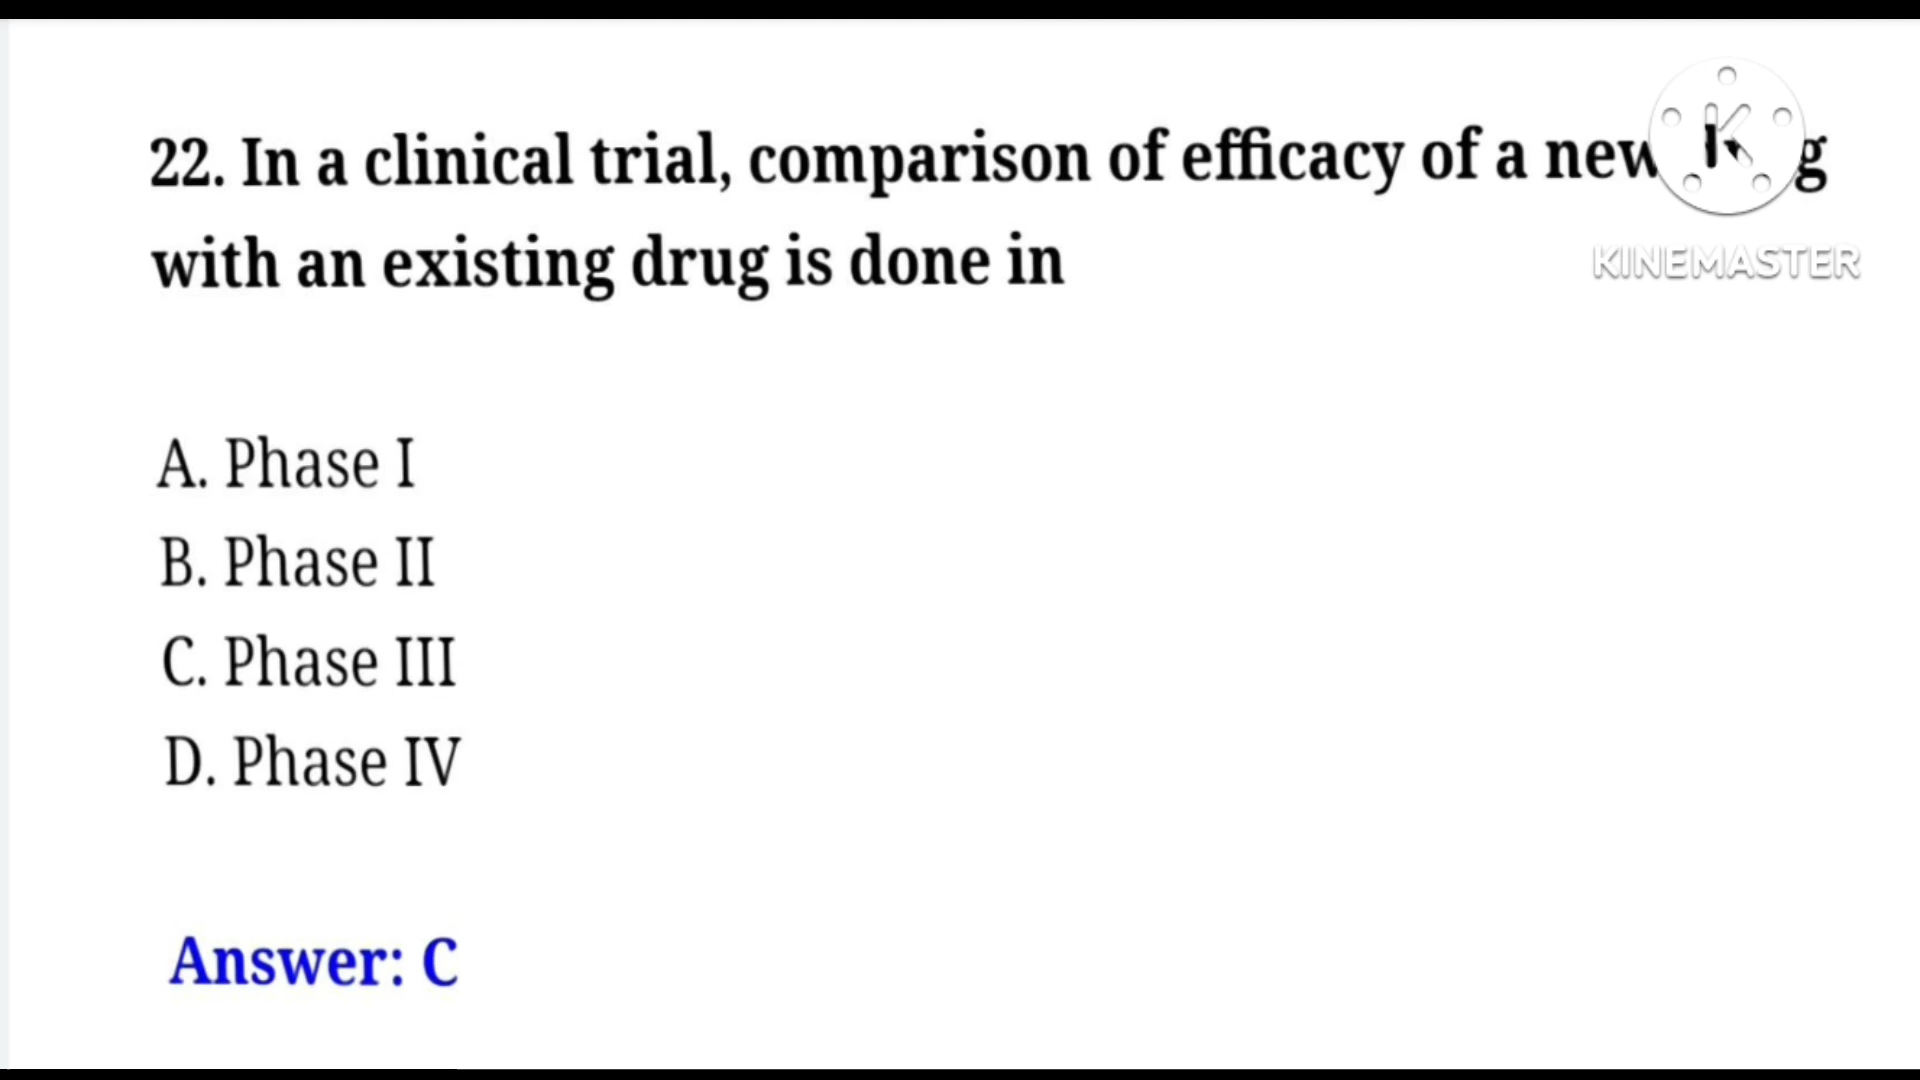 22. In a clinical trial, comparison of efficacy of a new
with an existing drug is done in
KINEMASTER
A. Phase I
B. Phase II
C. Phase III
D. Phase IV
Answer: C